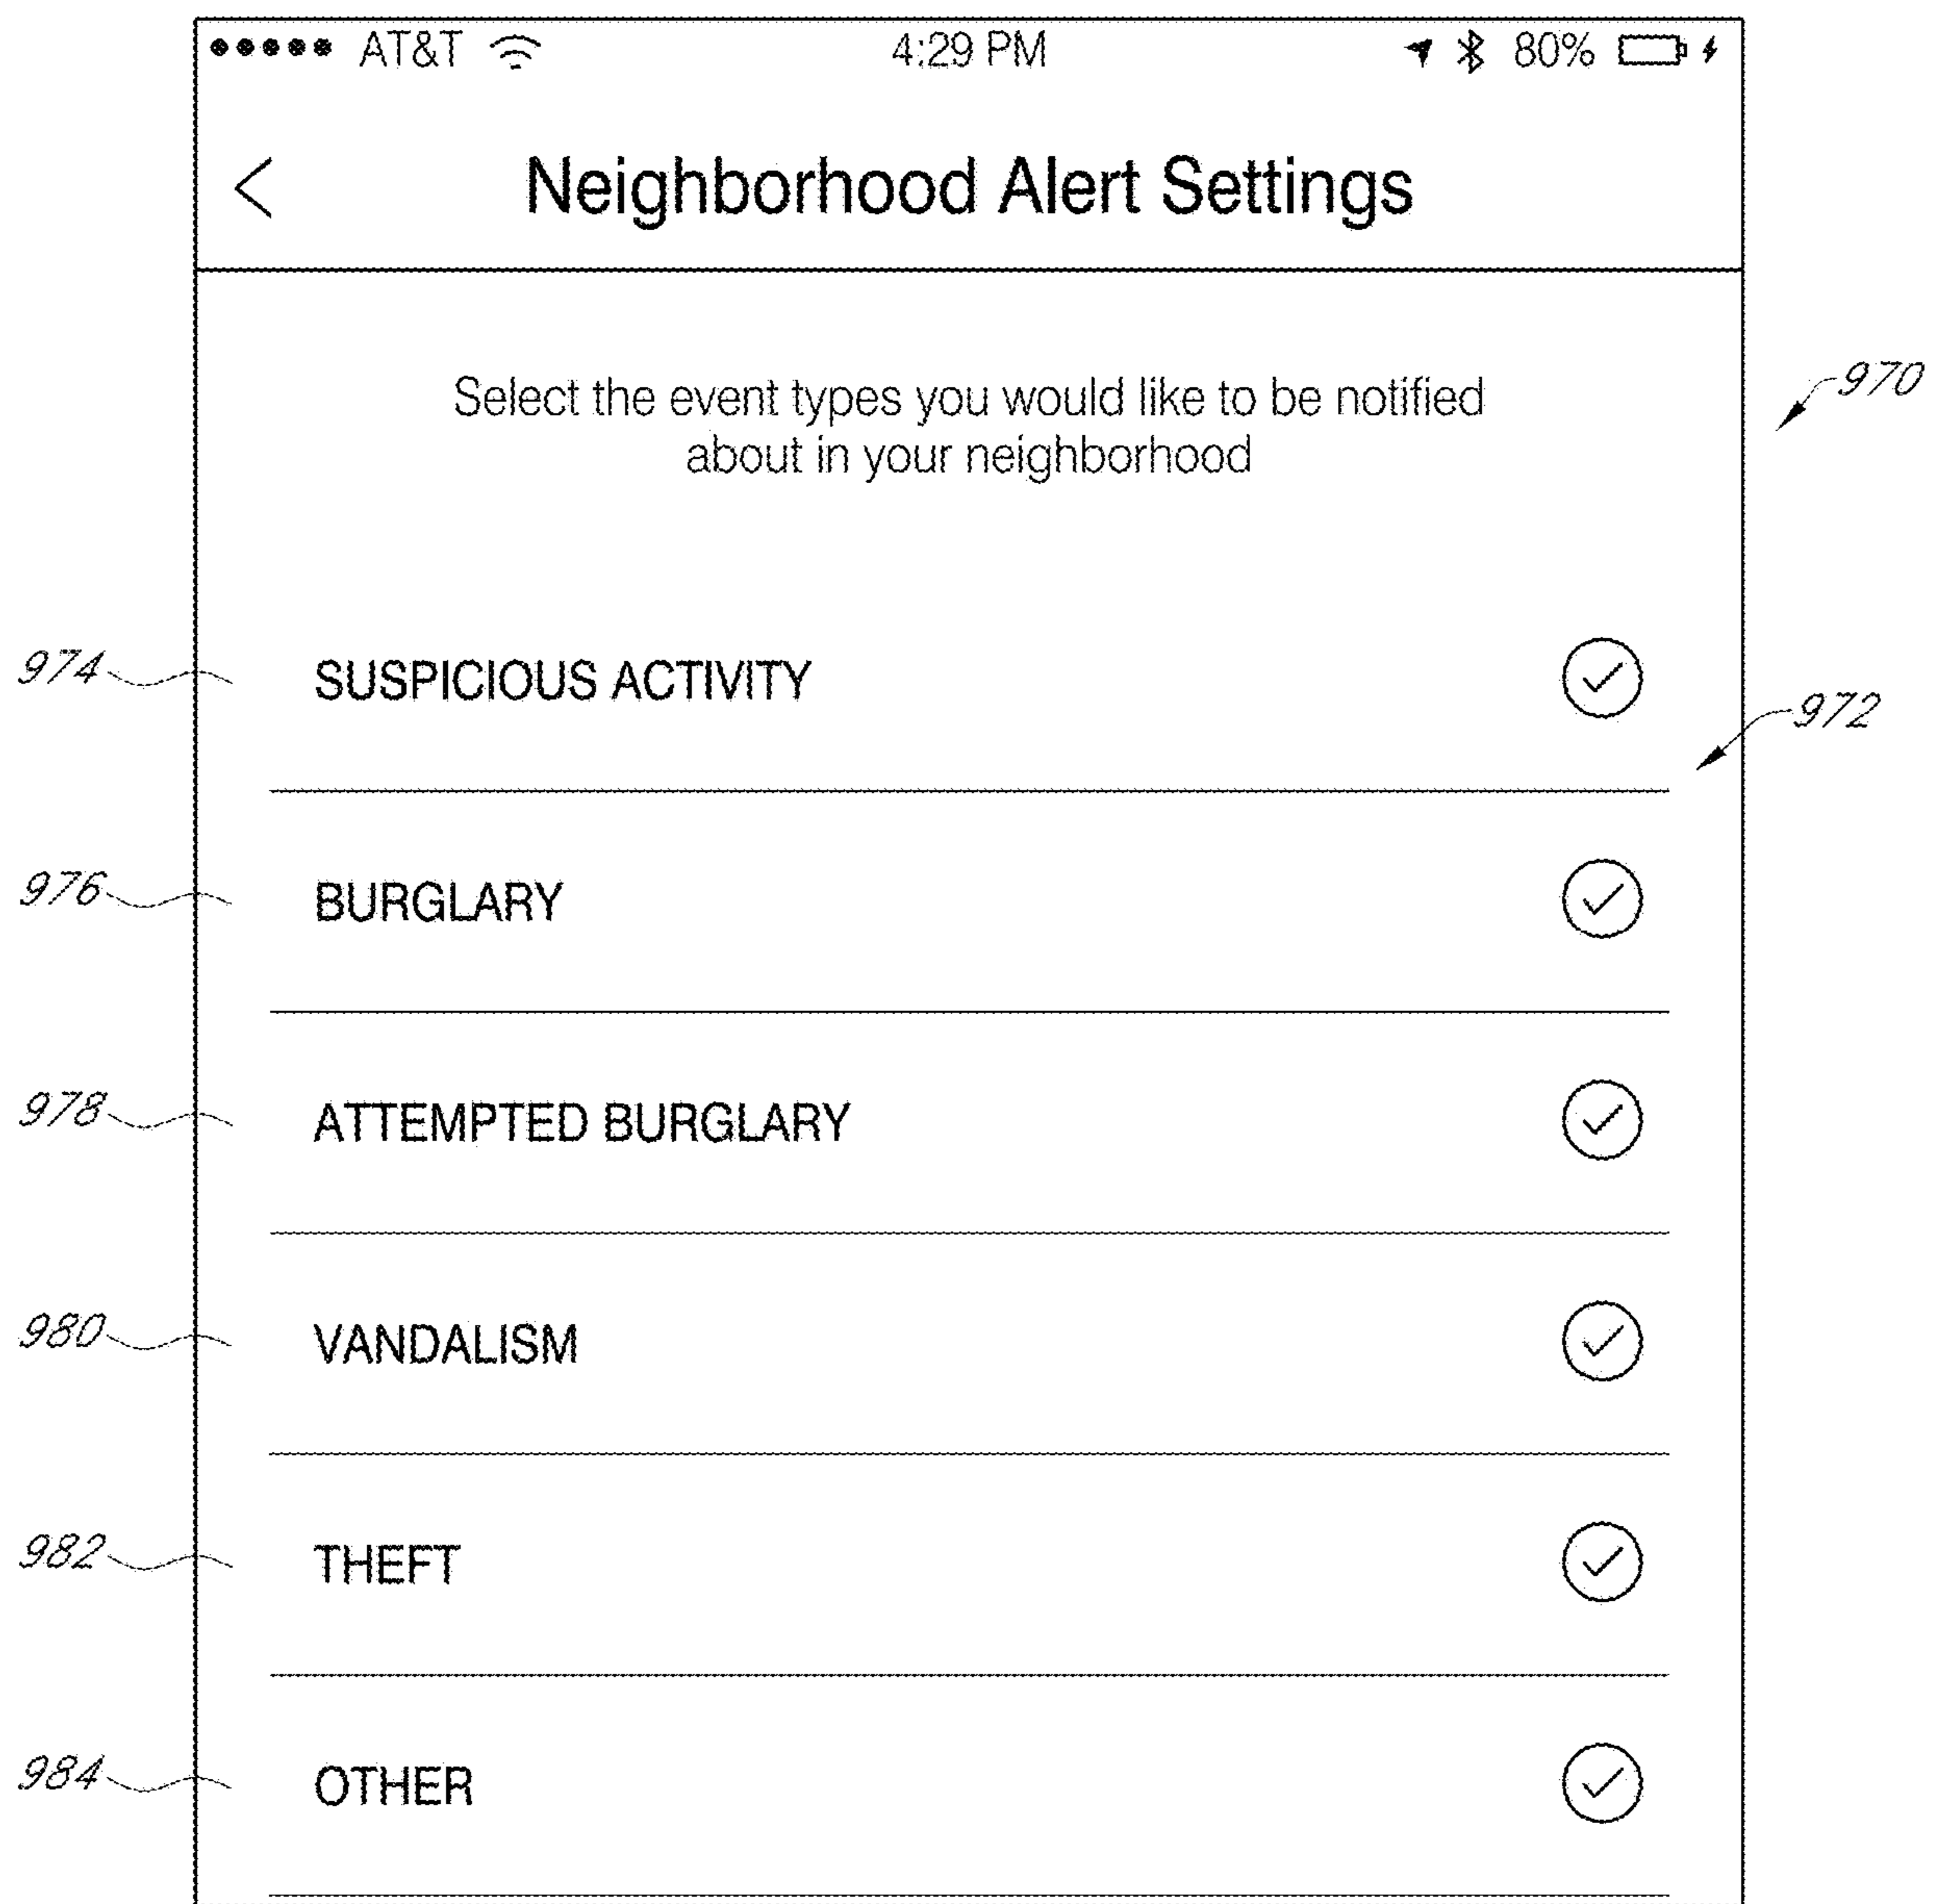 AT&T 4:29 PM 80%
< Neighborhood Alert Settings
Select the event types you would like to be notified
about in your neighborhood
970
974 SUSPICIOUS ACTIVITY
972
976 BURGLARY
978 ATTEMPTED BURGLARY
980 VANDALISM
982 THEFT
984 OTHER